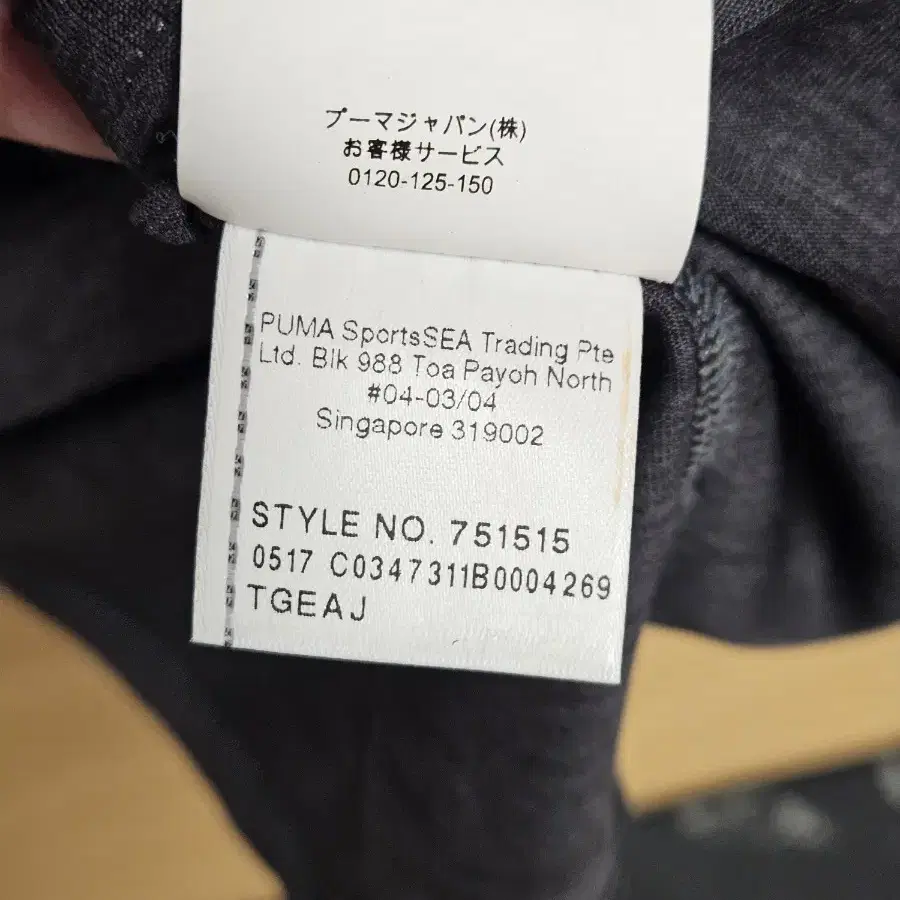 プーマジャパン(株)
お客様サービス
0120-125-150
PUMA SportsSEA Trading Pte
Ltd. Blk 988 Toa Payoh North
#04-03/04
Singapore 319002
STYLE NO. 751515
0517 C0347311B0004269
TGEAJ